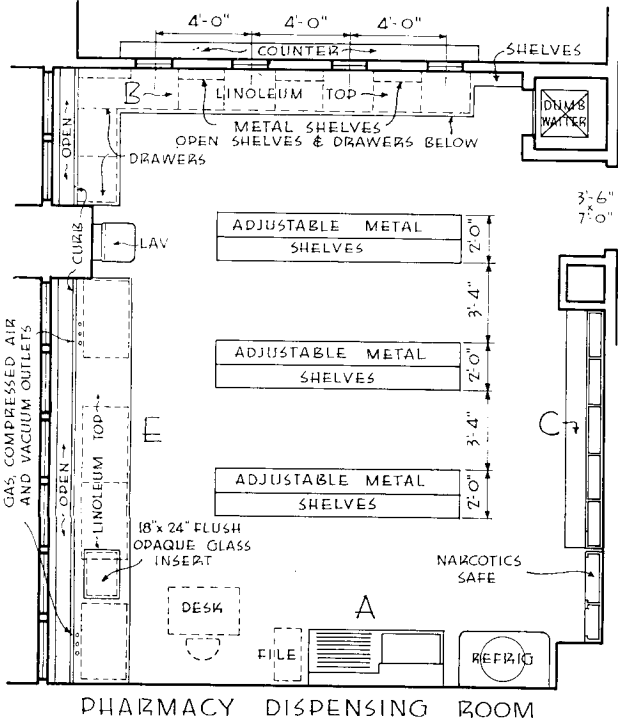 4'-0" 4'-0" 4'-0"
COUNTER
SHELVES
B LINOLEUM TOP
DUMB
WAITER
METAL SHELVES
OPEN SHELVES & DRAWERS BELOW
OPEN
DRAWERS
3'-6"
x
7'-0"
CURB
LAV
ADJUSTABLE METAL
SHELVES
2'-0"
3'-4"
GAS, COMPRESSED AIR
AND VACUUM OUTLETS
ADJUSTABLE METAL
SHELVES
2'-0"
3'-4"
E
C
LINOLEUM TOP
OPEN
ADJUSTABLE METAL
SHELVES
2'-0"
18" x 24" FLUSH
OPAQUE GLASS
INSERT
NARCOTICS
SAFE
DESK
A
FILE
REFRIG
PHARMACY DISPENSING ROOM